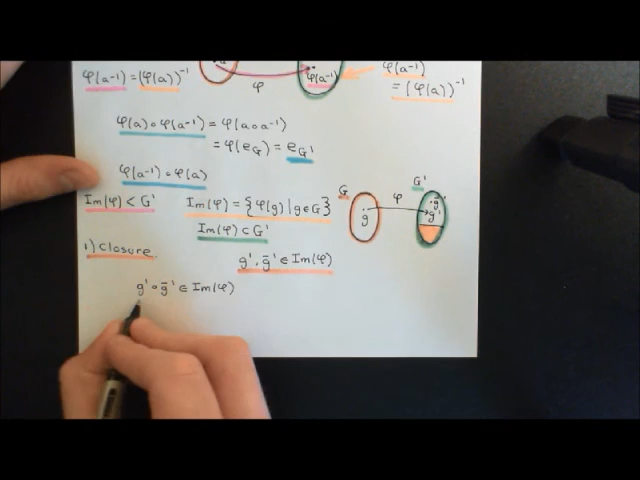 φ(a⁻¹) = (φ(a))⁻¹
a
φ(a⁻¹)
φ
φ(a⁻¹)
= (φ(a))⁻¹
φ(a) ∘ φ(a⁻¹) = φ(a ∘ a⁻¹)
= φ(e_G) = e_G'
φ(a⁻¹) ∘ φ(a)
Im(φ) < G'
Im(φ) = {φ(g) | g ∈ G}
Im(φ) ⊂ G'
G
φ
G'
g
ḡ'
g'
1) Closure
g', ḡ' ∈ Im(φ)
g' ∘ ḡ' ∈ Im(φ)